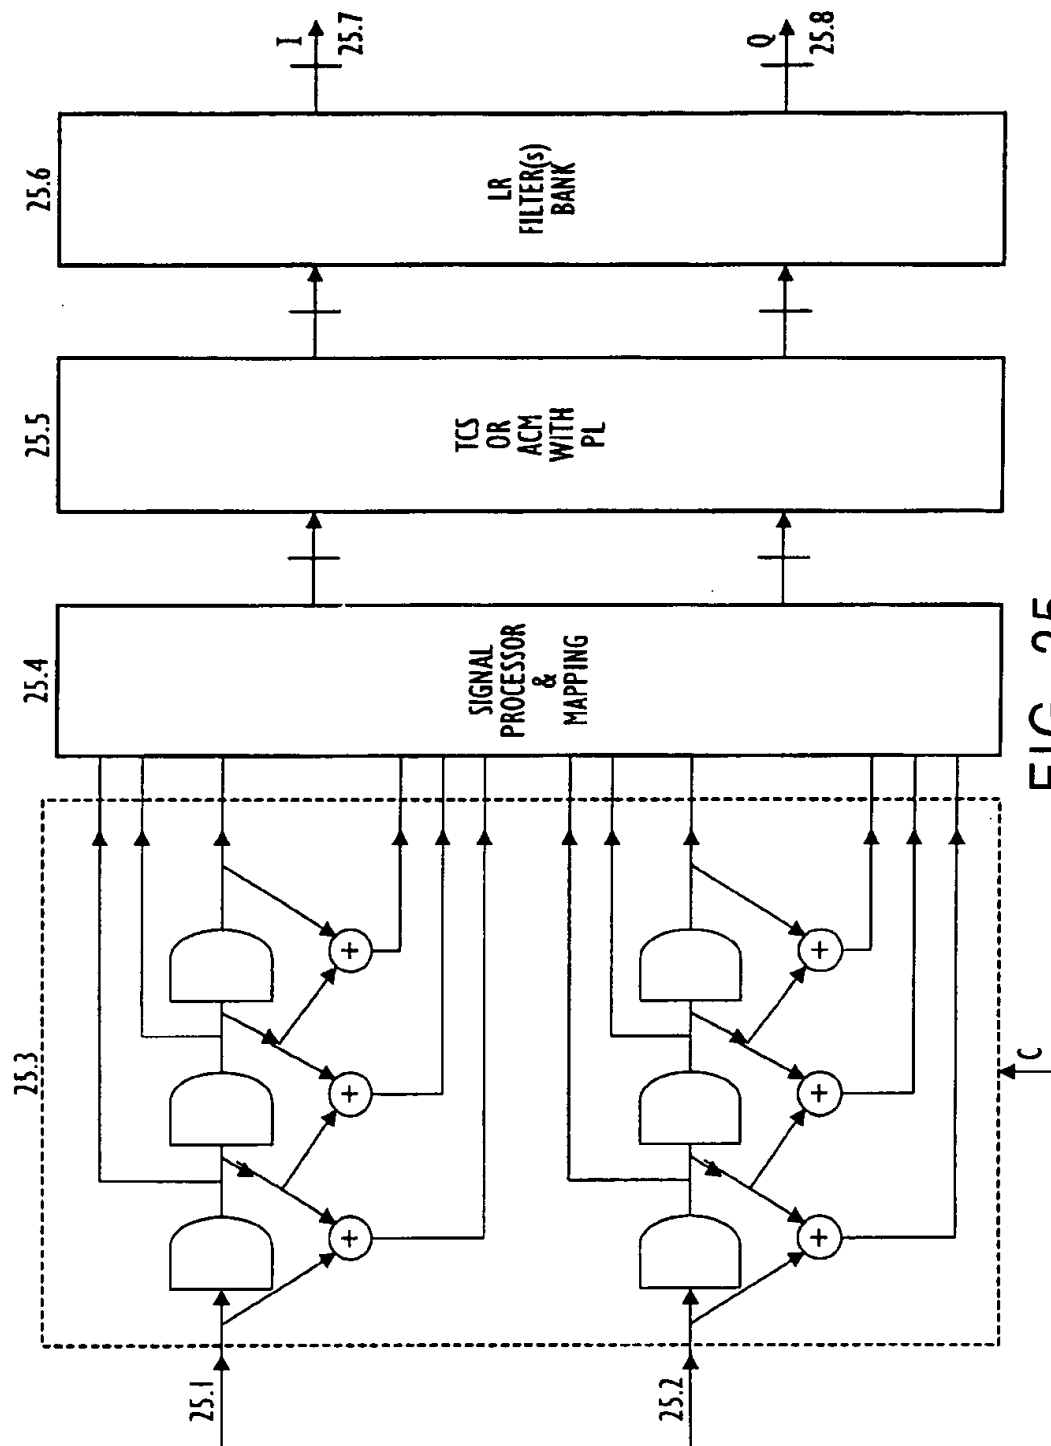 25.1
25.2
25.3
C
25.4
SIGNAL
PROCESSOR
&
MAPPING
25.5
TCS
OR
ACM
WITH
PL
25.6
LR
FILTER(s)
BANK
I
25.7
Q
25.8
+
+
+
+
+
+
FIG. 25